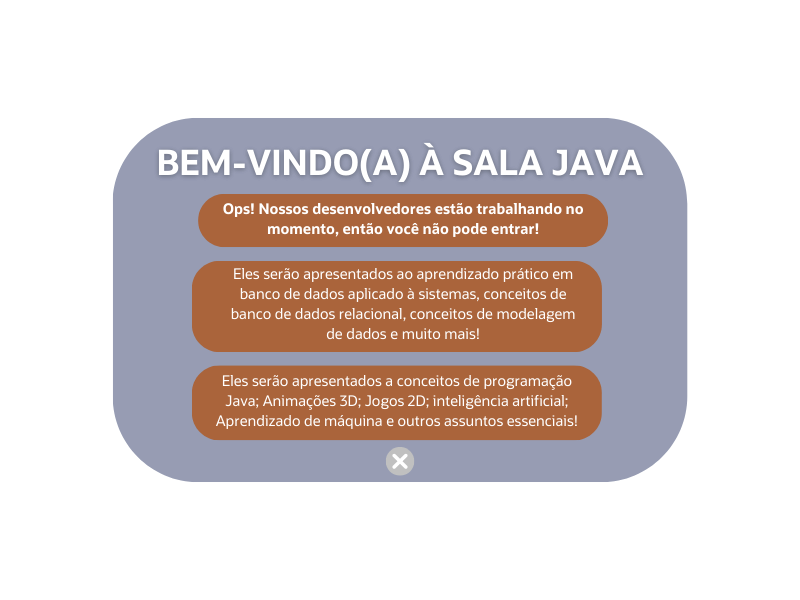 BEM-VINDO(A) À SALA JAVA
Ops! Nossos desenvolvedores estão trabalhando no
momento, então você não pode entrar!
Eles serão apresentados ao aprendizado prático em
banco de dados aplicado à sistemas, conceitos de
banco de dados relacional, conceitos de modelagem
de dados e muito mais!
Eles serão apresentados a conceitos de programação
Java; Animações 3D; Jogos 2D; inteligência artificial;
Aprendizado de máquina e outros assuntos essenciais!